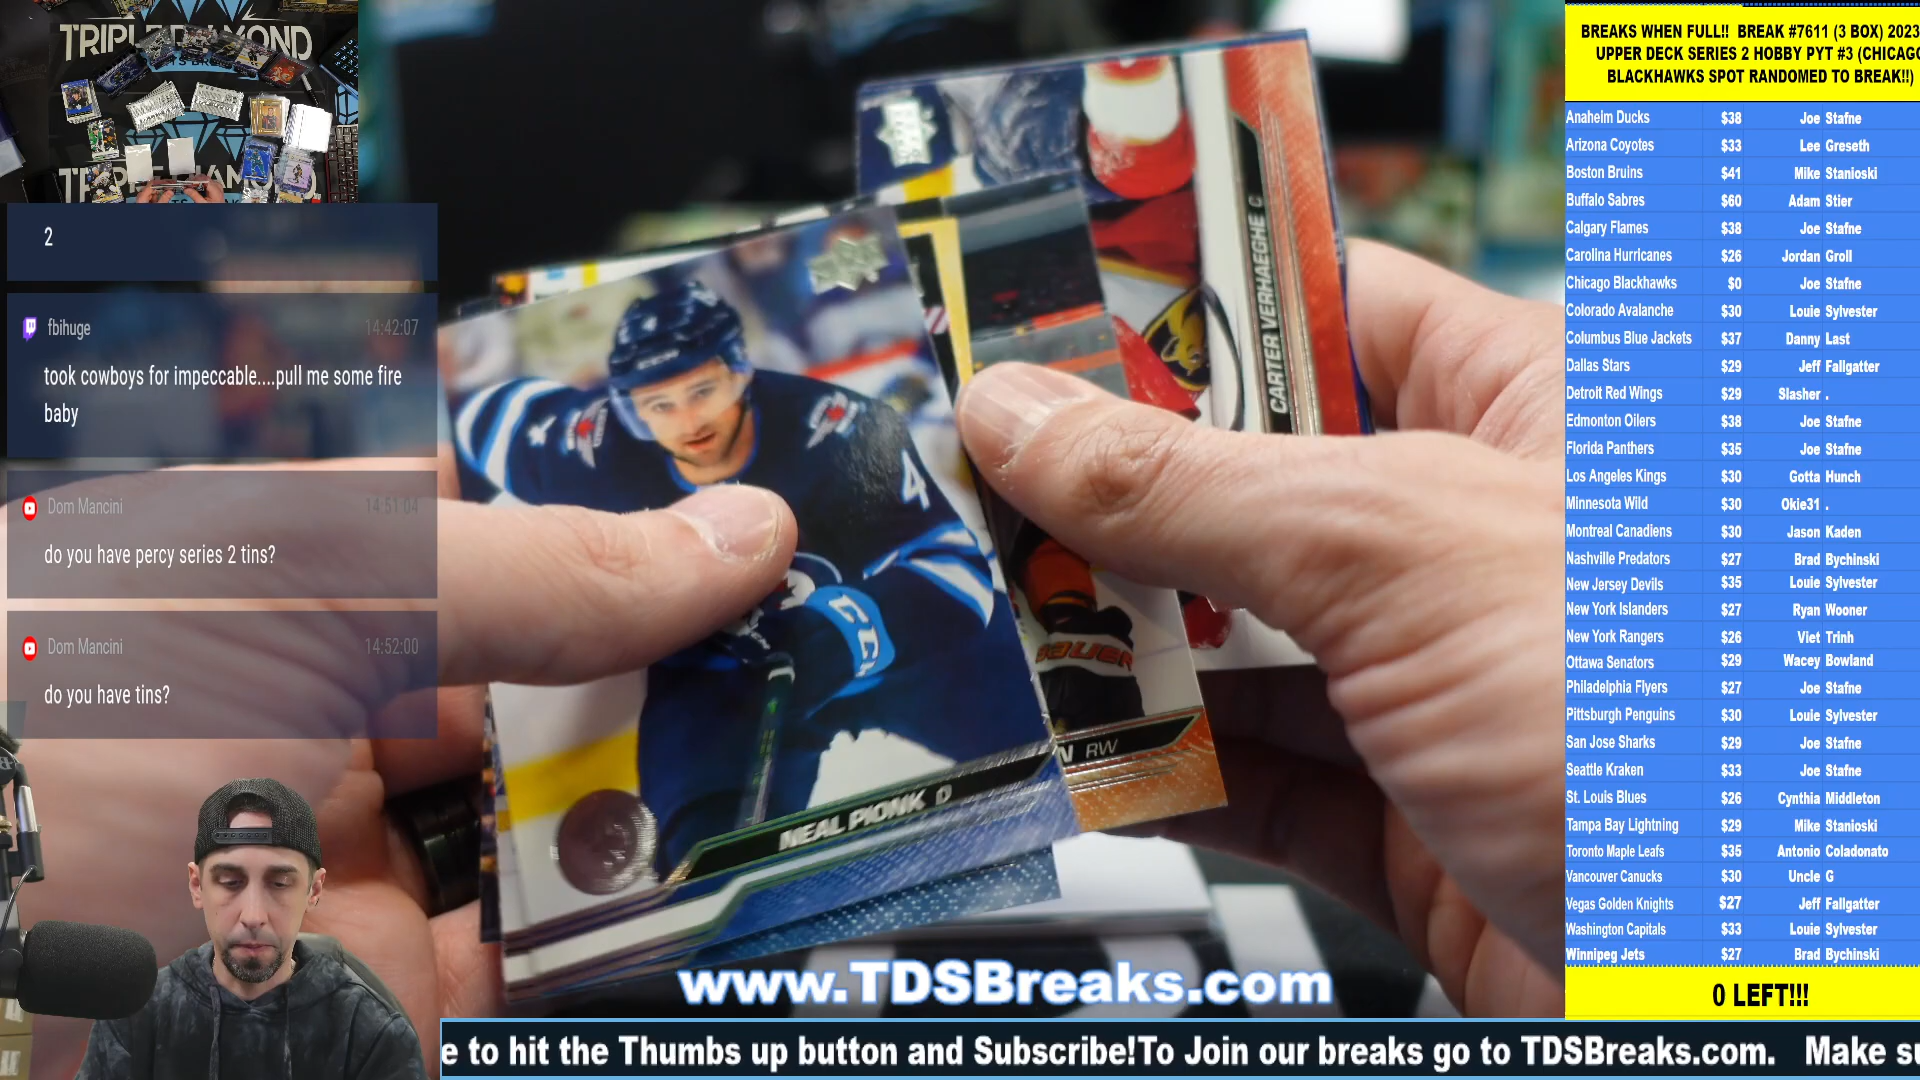 TRIPLE DIAMOND
2
fbihuge 14:42:07
took cowboys for impeccable....pull me some fire
baby
Dom Mancini 14:51:04
do you have percy series 2 tins?
Dom Mancini 14:52:00
do you have tins?
CARTER VERHAEGHE C
4
4
CCM
BAUER
N RW
NEAL PIONK D
www.TDSBreaks.com
e to hit the Thumbs up button and Subscribe!To Join our breaks go to TDSBreaks.com. Make su
BREAKS WHEN FULL!! BREAK #7611 (3 BOX) 2023
UPPER DECK SERIES 2 HOBBY PYT #3 (CHICAGO
BLACKHAWKS SPOT RANDOMED TO BREAK!!)
Anaheim Ducks $38 Joe Stafne
Arizona Coyotes $33 Lee Greseth
Boston Bruins $41 Mike Stanioski
Buffalo Sabres $60 Adam Stier
Calgary Flames $38 Joe Stafne
Carolina Hurricanes $26 Jordan Groll
Chicago Blackhawks $0 Joe Stafne
Colorado Avalanche $30 Louie Sylvester
Columbus Blue Jackets $37 Danny Last
Dallas Stars $29 Jeff Fallgatter
Detroit Red Wings $29 Slasher .
Edmonton Oilers $38 Joe Stafne
Florida Panthers $35 Joe Stafne
Los Angeles Kings $30 Gotta Hunch
Minnesota Wild $30 Okie31 .
Montreal Canadiens $30 Jason Kaden
Nashville Predators $27 Brad Bychinski
New Jersey Devils $35 Louie Sylvester
New York Islanders $27 Ryan Wooner
New York Rangers $26 Viet Trinh
Ottawa Senators $29 Wacey Bowland
Philadelphia Flyers $27 Joe Stafne
Pittsburgh Penguins $30 Louie Sylvester
San Jose Sharks $29 Joe Stafne
Seattle Kraken $33 Joe Stafne
St. Louis Blues $26 Cynthia Middleton
Tampa Bay Lightning $29 Mike Stanioski
Toronto Maple Leafs $35 Antonio Coladonato
Vancouver Canucks $30 Uncle G
Vegas Golden Knights $27 Jeff Fallgatter
Washington Capitals $33 Louie Sylvester
Winnipeg Jets $27 Brad Bychinski
0 LEFT!!!